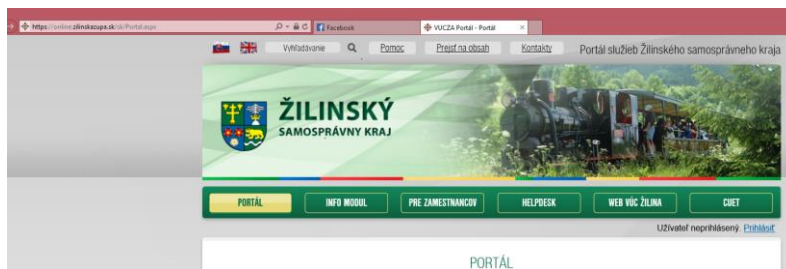 https://online.zilinskazupa.sk/sk/Portal.aspx
Facebook
VUCZA Portál - Portál
Vyhľadávanie
Pomoc
Prejsť na obsah
Kontakty
Portál služieb Žilinského samosprávneho kraja
ŽILINSKÝ
SAMOSPRÁVNY KRAJ
PORTÁL
INFO MODUL
PRE ZAMESTNANCOV
HELPDESK
WEB VÚC ŽILINA
CUET
Užívateľ neprihlásený. Prihlásiť
PORTÁL